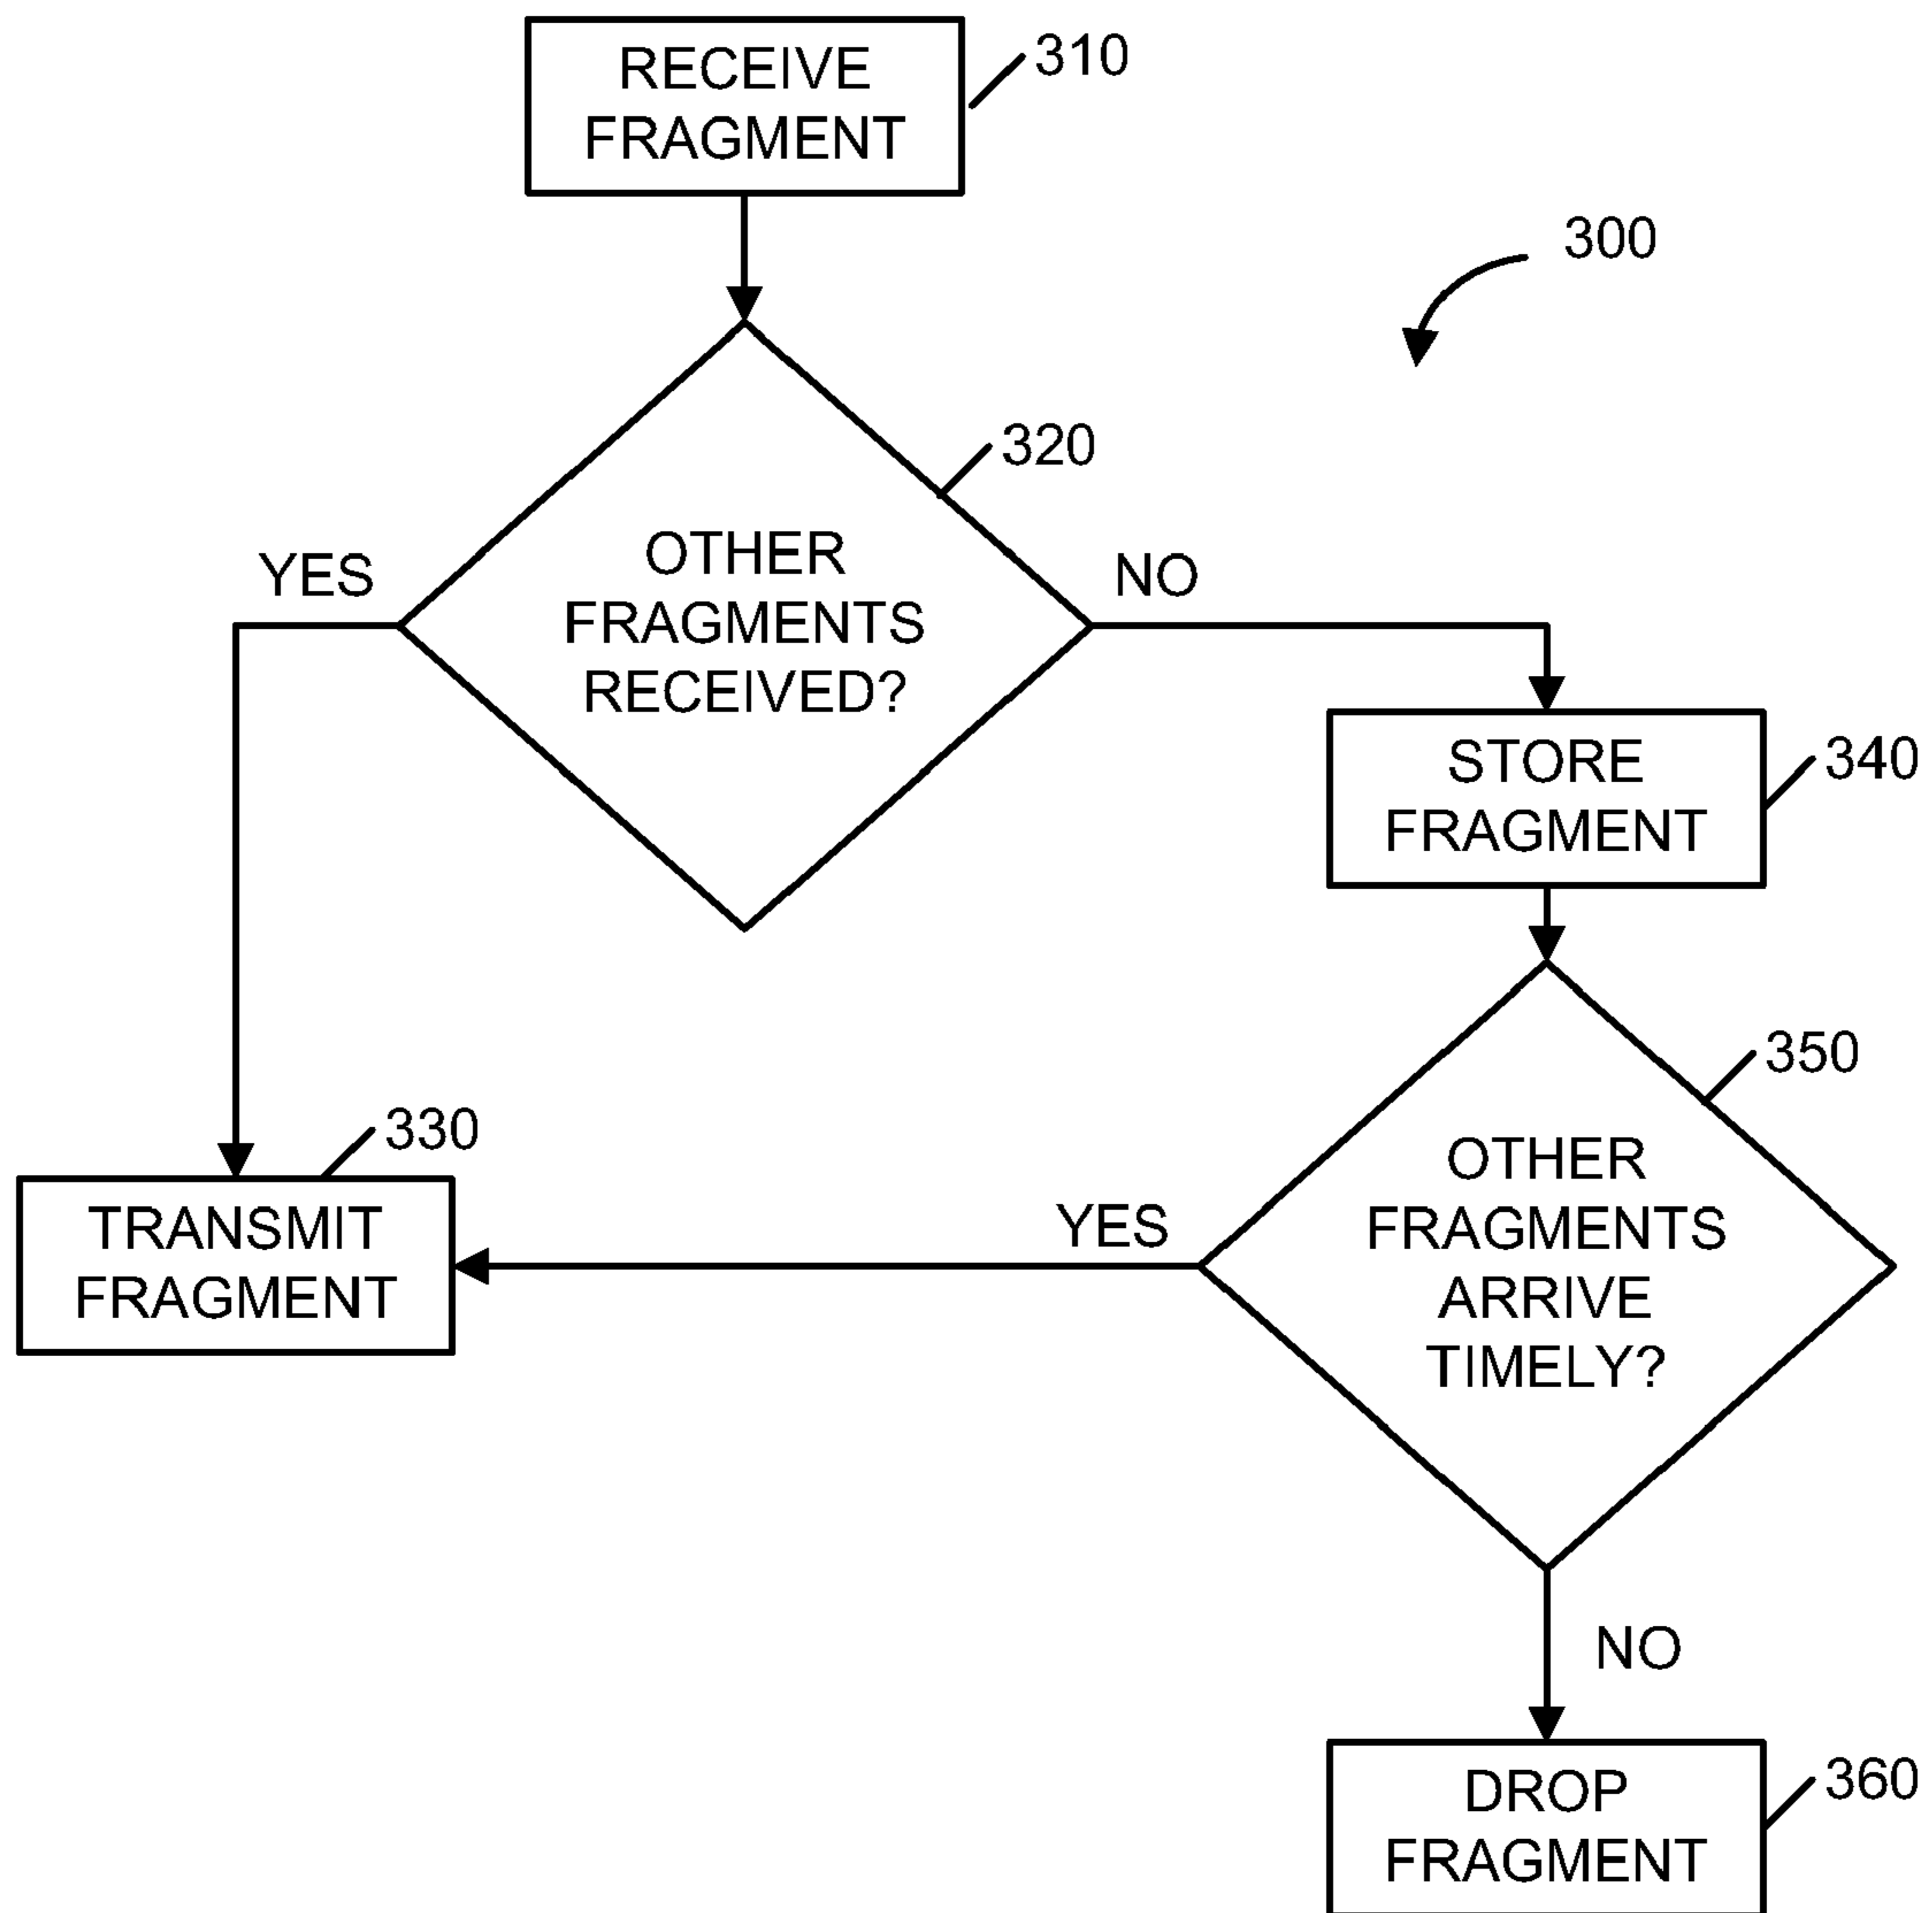 RECEIVE
FRAGMENT
310
300
320
OTHER
FRAGMENTS
RECEIVED?
YES
NO
STORE
FRAGMENT
340
350
330
TRANSMIT
FRAGMENT
YES
OTHER
FRAGMENTS
ARRIVE
TIMELY?
NO
DROP
FRAGMENT
360